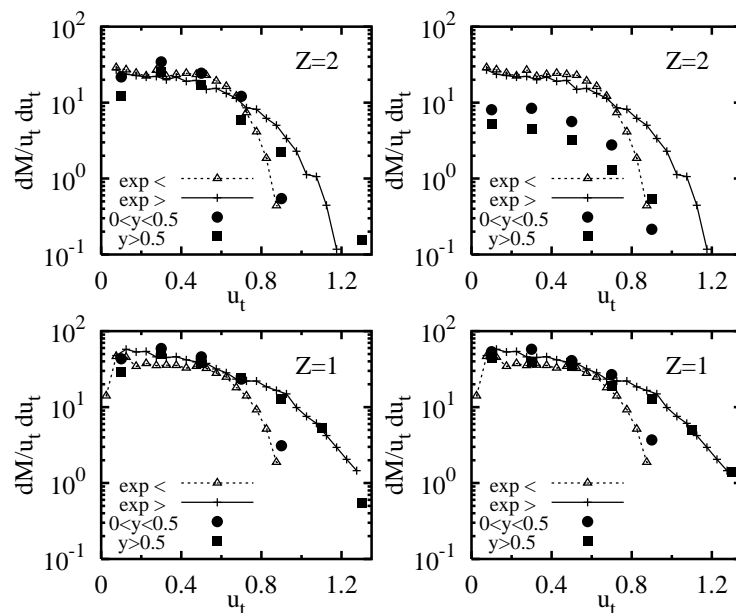 10^2
10^1
10^0
10^-1
dM/u_t du_t
Z=2
exp <
exp >
0<y<0.5
y>0.5
0 0.4 0.8 1.2
u_t
10^2
10^1
10^0
10^-1
dM/u_t du_t
Z=2
exp <
exp >
0<y<0.5
y>0.5
0 0.4 0.8 1.2
u_t
10^2
10^1
10^0
10^-1
dM/u_t du_t
Z=1
exp <
exp >
0<y<0.5
y>0.5
0 0.4 0.8 1.2
u_t
10^2
10^1
10^0
10^-1
dM/u_t du_t
Z=1
exp <
exp >
0<y<0.5
y>0.5
0 0.4 0.8 1.2
u_t